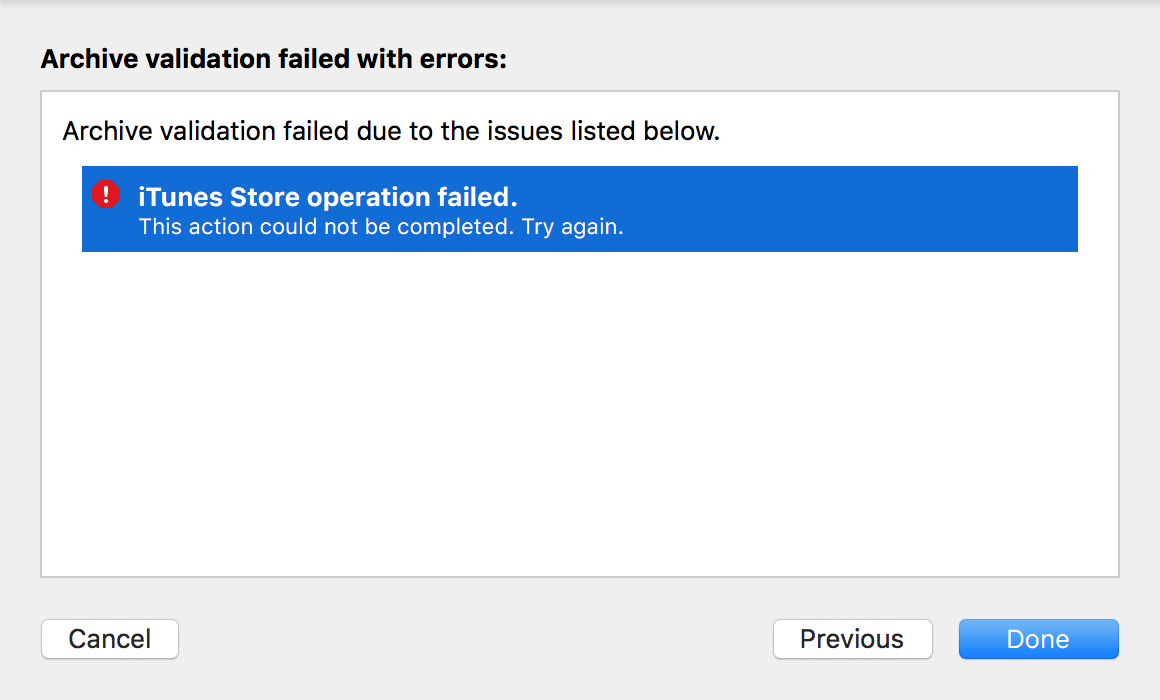 Archive validation failed with errors:
Archive validation failed due to the issues listed below.
iTunes Store operation failed.
This action could not be completed. Try again.
Cancel
Previous
Done